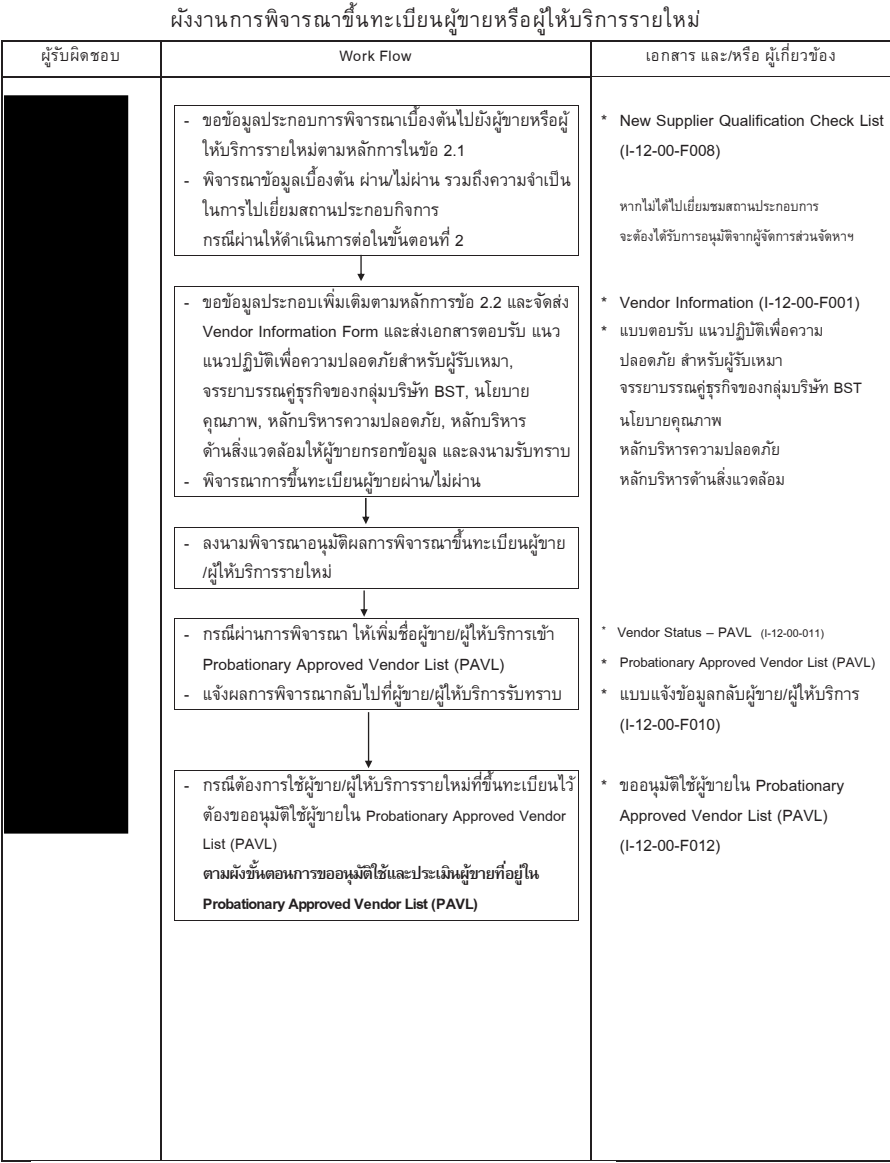 ผังงานการพิจารณาขึ้นทะเบียนผู้ขายหรือผู้ให้บริการรายใหม่
ผู้รับผิดชอบ
Work Flow
เอกสาร และ/หรือ ผู้เกี่ยวข้อง
- ขอข้อมูลประกอบการพิจารณาเบื้องต้นไปยังผู้ขายหรือผู้
ให้บริการรายใหม่ตามหลักการในข้อ 2.1
- พิจารณาข้อมูลเบื้องต้น ผ่าน/ไม่ผ่าน รวมถึงความจำเป็น
ในการไปเยี่ยมสถานประกอบกิจการ
กรณีผ่านให้ดำเนินการต่อในขั้นตอนที่ 2
* New Supplier Qualification Check List
(I-12-00-F008)
หากไม่ได้ไปเยี่ยมชมสถานประกอบการ
จะต้องได้รับการอนุมัติจากผู้จัดการส่วนจัดหาฯ
- ขอข้อมูลประกอบเพิ่มเติมตามหลักการข้อ 2.2 และจัดส่ง
Vendor Information Form และส่งเอกสารตอบรับ แนว
แนวปฏิบัติเพื่อความปลอดภัยสำหรับผู้รับเหมา,
จรรยาบรรณคู่ธุรกิจของกลุ่มบริษัท BST, นโยบาย
คุณภาพ, หลักบริหารความปลอดภัย, หลักบริหาร
ด้านสิ่งแวดล้อมให้ผู้ขายกรอกข้อมูล และลงนามรับทราบ
- พิจารณาการขึ้นทะเบียนผู้ขายผ่าน/ไม่ผ่าน
* Vendor Information (I-12-00-F001)
* แบบตอบรับ แนวปฏิบัติเพื่อความ
ปลอดภัย สำหรับผู้รับเหมา
จรรยาบรรณคู่ธุรกิจของกลุ่มบริษัท BST
นโยบายคุณภาพ
หลักบริหารความปลอดภัย
หลักบริหารด้านสิ่งแวดล้อม
- ลงนามพิจารณาอนุมัติผลการพิจารณาขึ้นทะเบียนผู้ขาย
/ผู้ให้บริการรายใหม่
- กรณีผ่านการพิจารณา ให้เพิ่มชื่อผู้ขาย/ผู้ให้บริการเข้า
Probationary Approved Vendor List (PAVL)
- แจ้งผลการพิจารณากลับไปที่ผู้ขาย/ผู้ให้บริการรับทราบ
* Vendor Status – PAVL (I-12-00-011)
* Probationary Approved Vendor List (PAVL)
* แบบแจ้งข้อมูลกลับผู้ขาย/ผู้ให้บริการ
(I-12-00-F010)
- กรณีต้องการใช้ผู้ขาย/ผู้ให้บริการรายใหม่ที่ขึ้นทะเบียนไว้
ต้องขออนุมัติใช้ผู้ขายใน Probationary Approved Vendor
List (PAVL)
ตามผังขั้นตอนการขออนุมัติใช้และประเมินผู้ขายที่อยู่ใน
Probationary Approved Vendor List (PAVL)
* ขออนุมัติใช้ผู้ขายใน Probationary
Approved Vendor List (PAVL)
(I-12-00-F012)